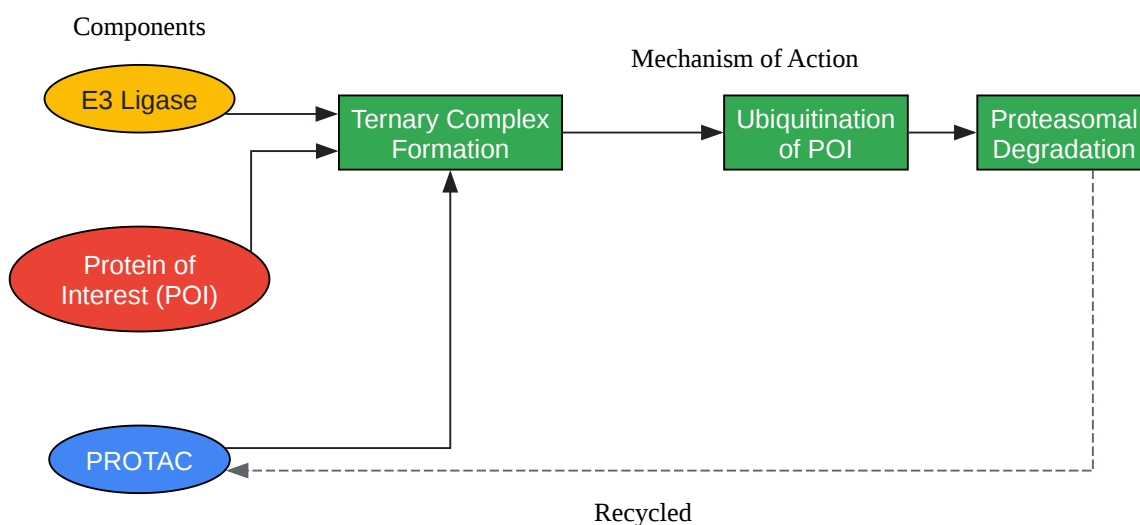 Components
Mechanism of Action
E3 Ligase
Ternary Complex
Formation
Ubiquitination
of POI
Proteasomal
Degradation
Protein of
Interest (POI)
PROTAC
Recycled